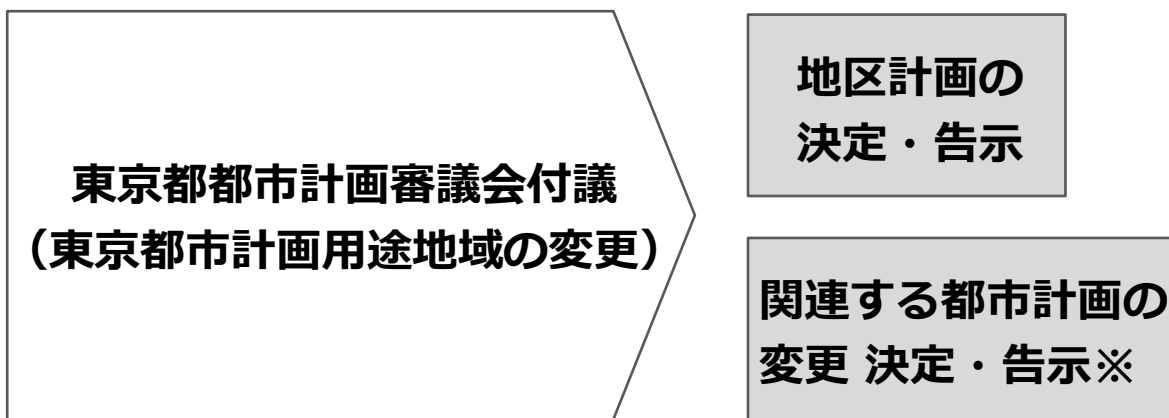 東京都都市計画審議会付議
（東京都市計画用途地域の変更）
地区計画の
決定・告示
関連する都市計画の
変更 決定・告示※